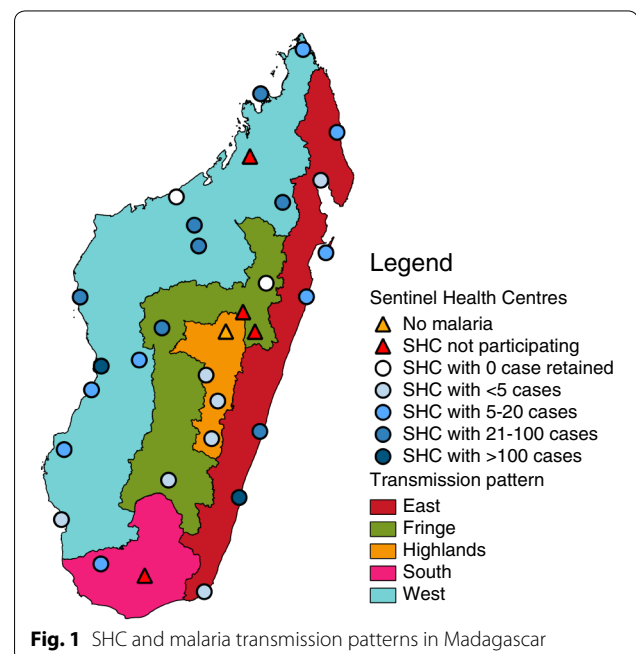 Legend
Sentinel Health Centres
No malaria
SHC not participating
SHC with 0 case retained
SHC with <5 cases
SHC with 5-20 cases
SHC with 21-100 cases
SHC with >100 cases
Transmission pattern
East
Fringe
Highlands
South
West
Fig. 1 SHC and malaria transmission patterns in Madagascar